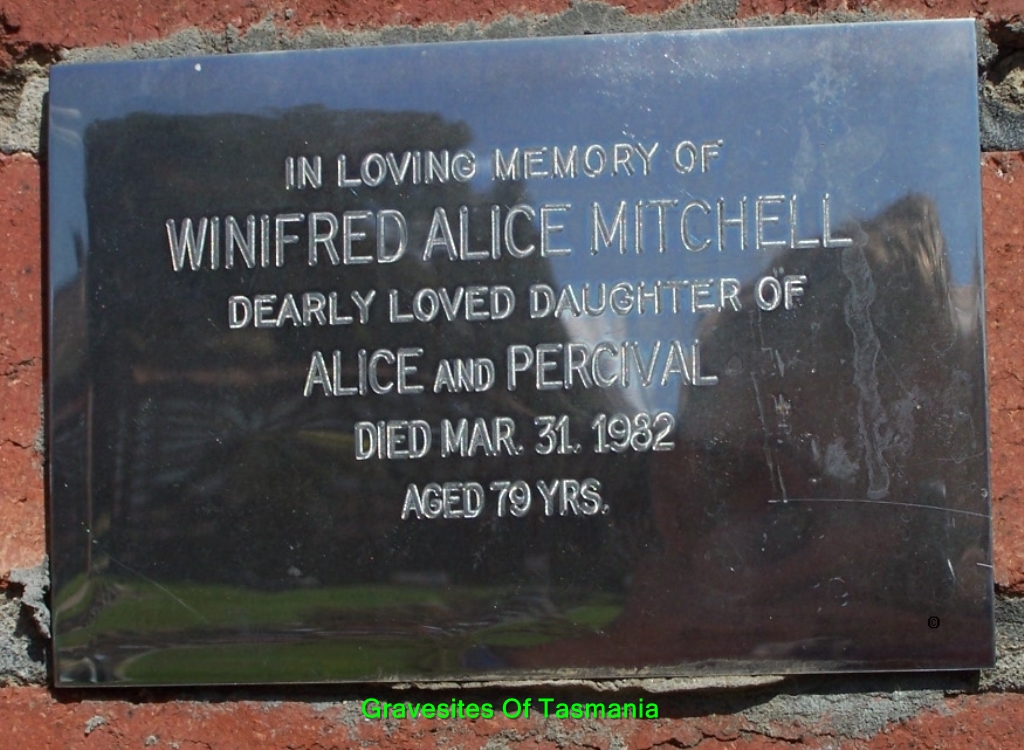 IN LOVING MEMORY OF
WINIFRED ALICE MITCHELL
DEARLY LOVED DAUGHTER OF
ALICE AND PERCIVAL
DIED MAR. 31. 1982
AGED 79 YRS.
©
Gravesites Of Tasmania